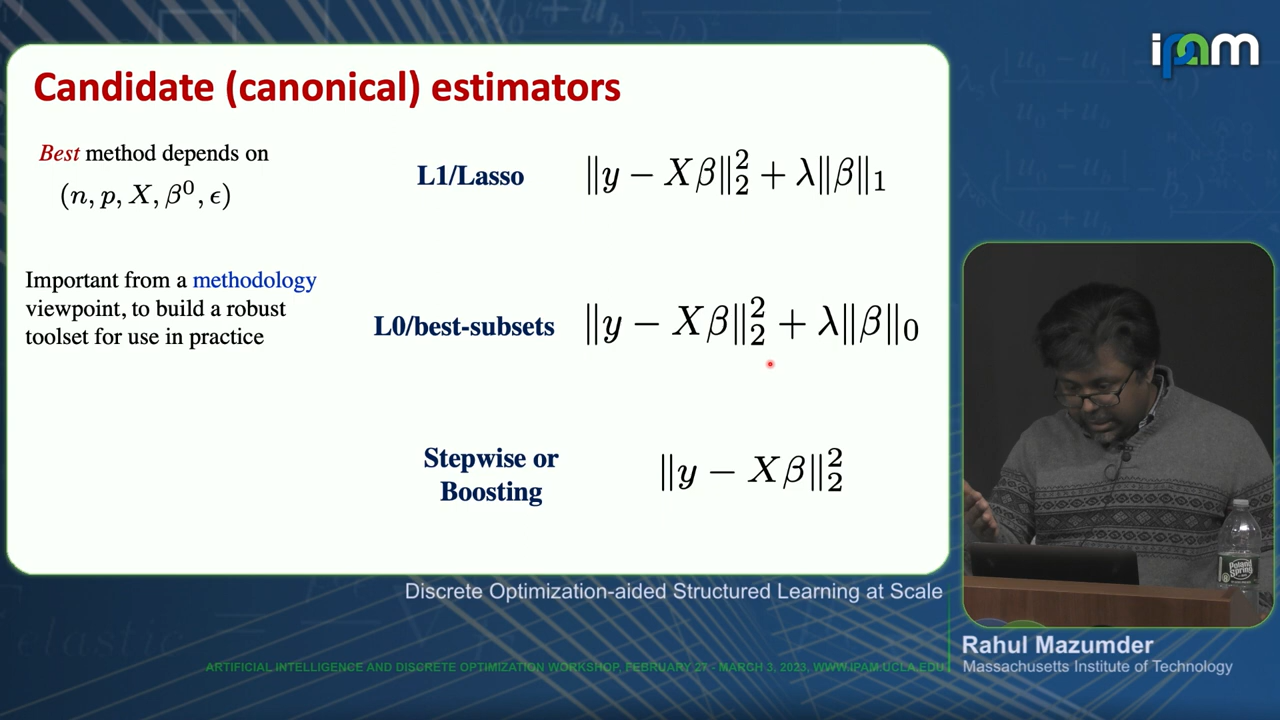 ipam
Candidate (canonical) estimators
Best method depends on
(n, p, X, β⁰, ϵ)
L1/Lasso ‖y − Xβ‖₂² + λ‖β‖₁
Important from a methodology
viewpoint, to build a robust
toolset for use in practice
L0/best-subsets ‖y − Xβ‖₂² + λ‖β‖₀
Stepwise or
Boosting
‖y − Xβ‖₂²
Poland
Spring
Discrete Optimization-aided Structured Learning at Scale
elastic
Rahul Mazumder
Massachusetts Institute of Technology
ARTIFICIAL INTELLIGENCE AND DISCRETE OPTIMIZATION WORKSHOP, FEBRUARY 27 - MARCH 3, 2023, WWW.IPAM.UCLA.EDU